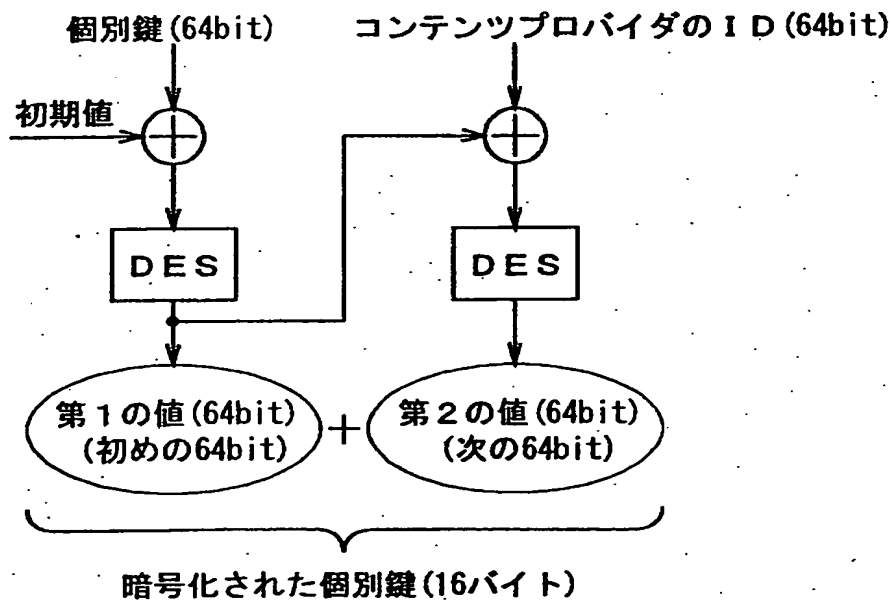 個別鍵(64bit)
コンテンツプロバイダのＩＤ(64bit)
初期値
DES
DES
第１の値(64bit)
(初めの64bit)
+
第２の値(64bit)
(次の64bit)
暗号化された個別鍵(16バイト)